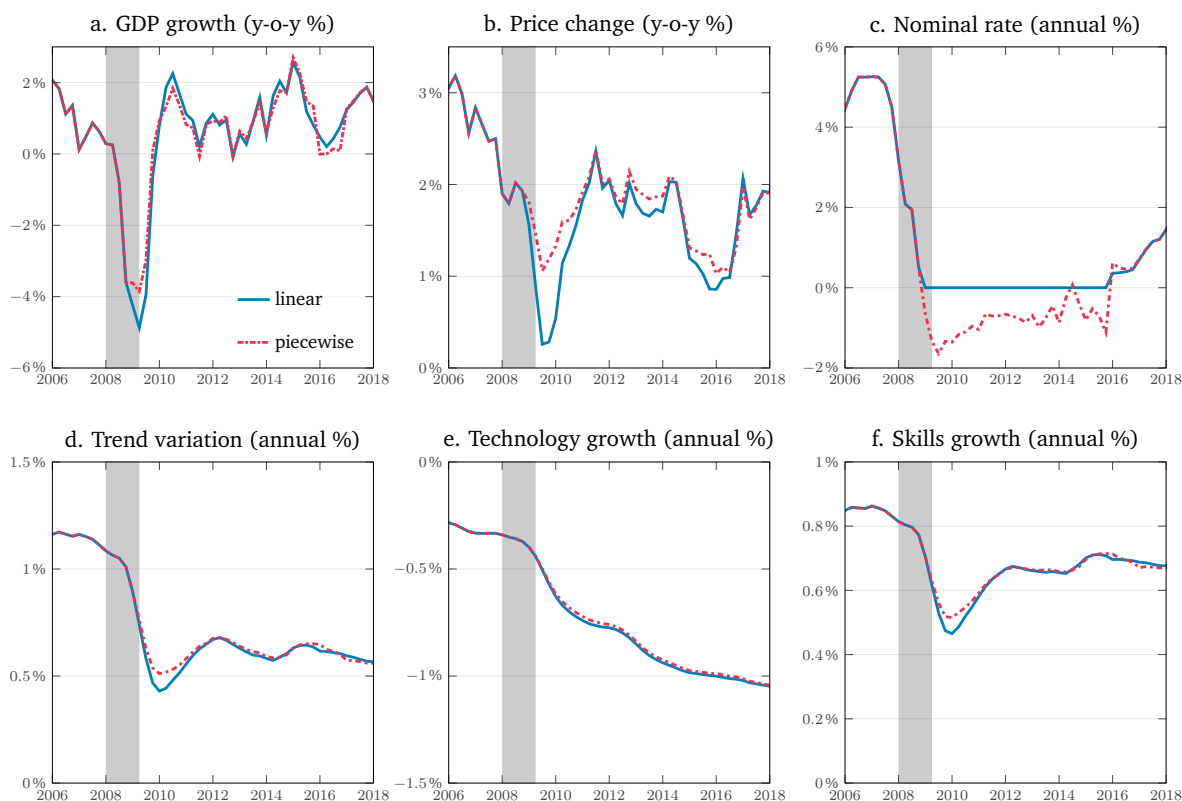 a. GDP growth (y-o-y %)
2 %
0 %
−2 %
−4 %
−6 %
2006 2008 2010 2012 2014 2016 2018
linear
piecewise
b. Price change (y-o-y %)
3 %
2 %
1 %
0 %
2006 2008 2010 2012 2014 2016 2018
c. Nominal rate (annual %)
6 %
4 %
2 %
0 %
−2 %
2006 2008 2010 2012 2014 2016 2018
d. Trend variation (annual %)
1.5 %
1 %
0.5 %
0 %
2006 2008 2010 2012 2014 2016 2018
e. Technology growth (annual %)
0 %
−0.5 %
−1 %
−1.5 %
2006 2008 2010 2012 2014 2016 2018
f. Skills growth (annual %)
1 %
0.8 %
0.6 %
0.4 %
0.2 %
0 %
2006 2008 2010 2012 2014 2016 2018